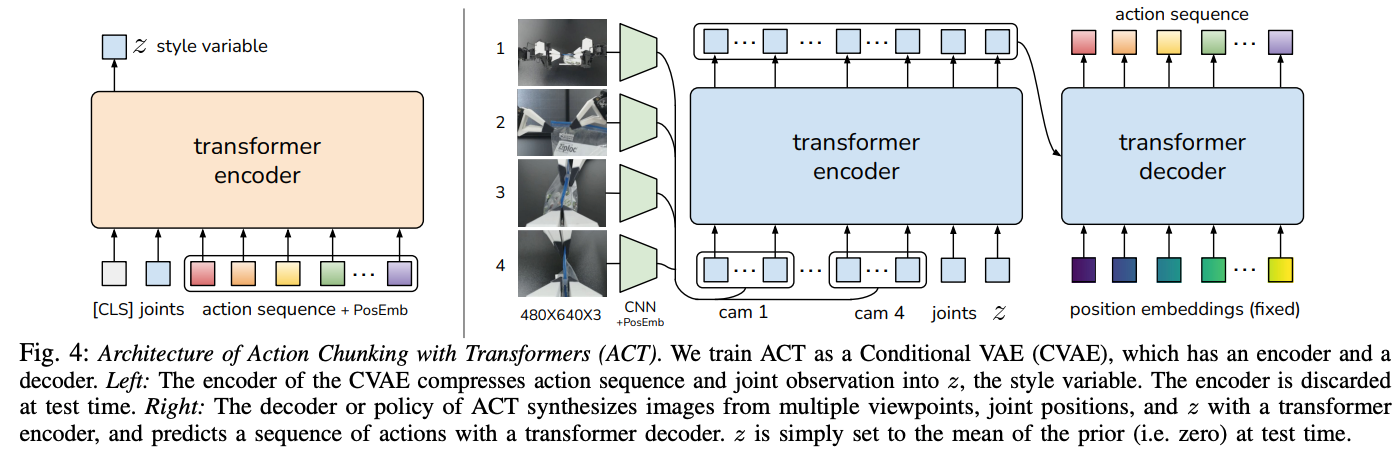 z style variable
transformer
encoder
[CLS] joints action sequence + PosEmb
1
2
3
4
Ziploc
480X640X3
CNN
+PosEmb
transformer
encoder
cam 1
cam 4
joints
z
action sequence
transformer
decoder
position embeddings (fixed)
Fig. 4: Architecture of Action Chunking with Transformers (ACT). We train ACT as a Conditional VAE (CVAE), which has an encoder and a
decoder. Left: The encoder of the CVAE compresses action sequence and joint observation into z, the style variable. The encoder is discarded
at test time. Right: The decoder or policy of ACT synthesizes images from multiple viewpoints, joint positions, and z with a transformer
encoder, and predicts a sequence of actions with a transformer decoder. z is simply set to the mean of the prior (i.e. zero) at test time.